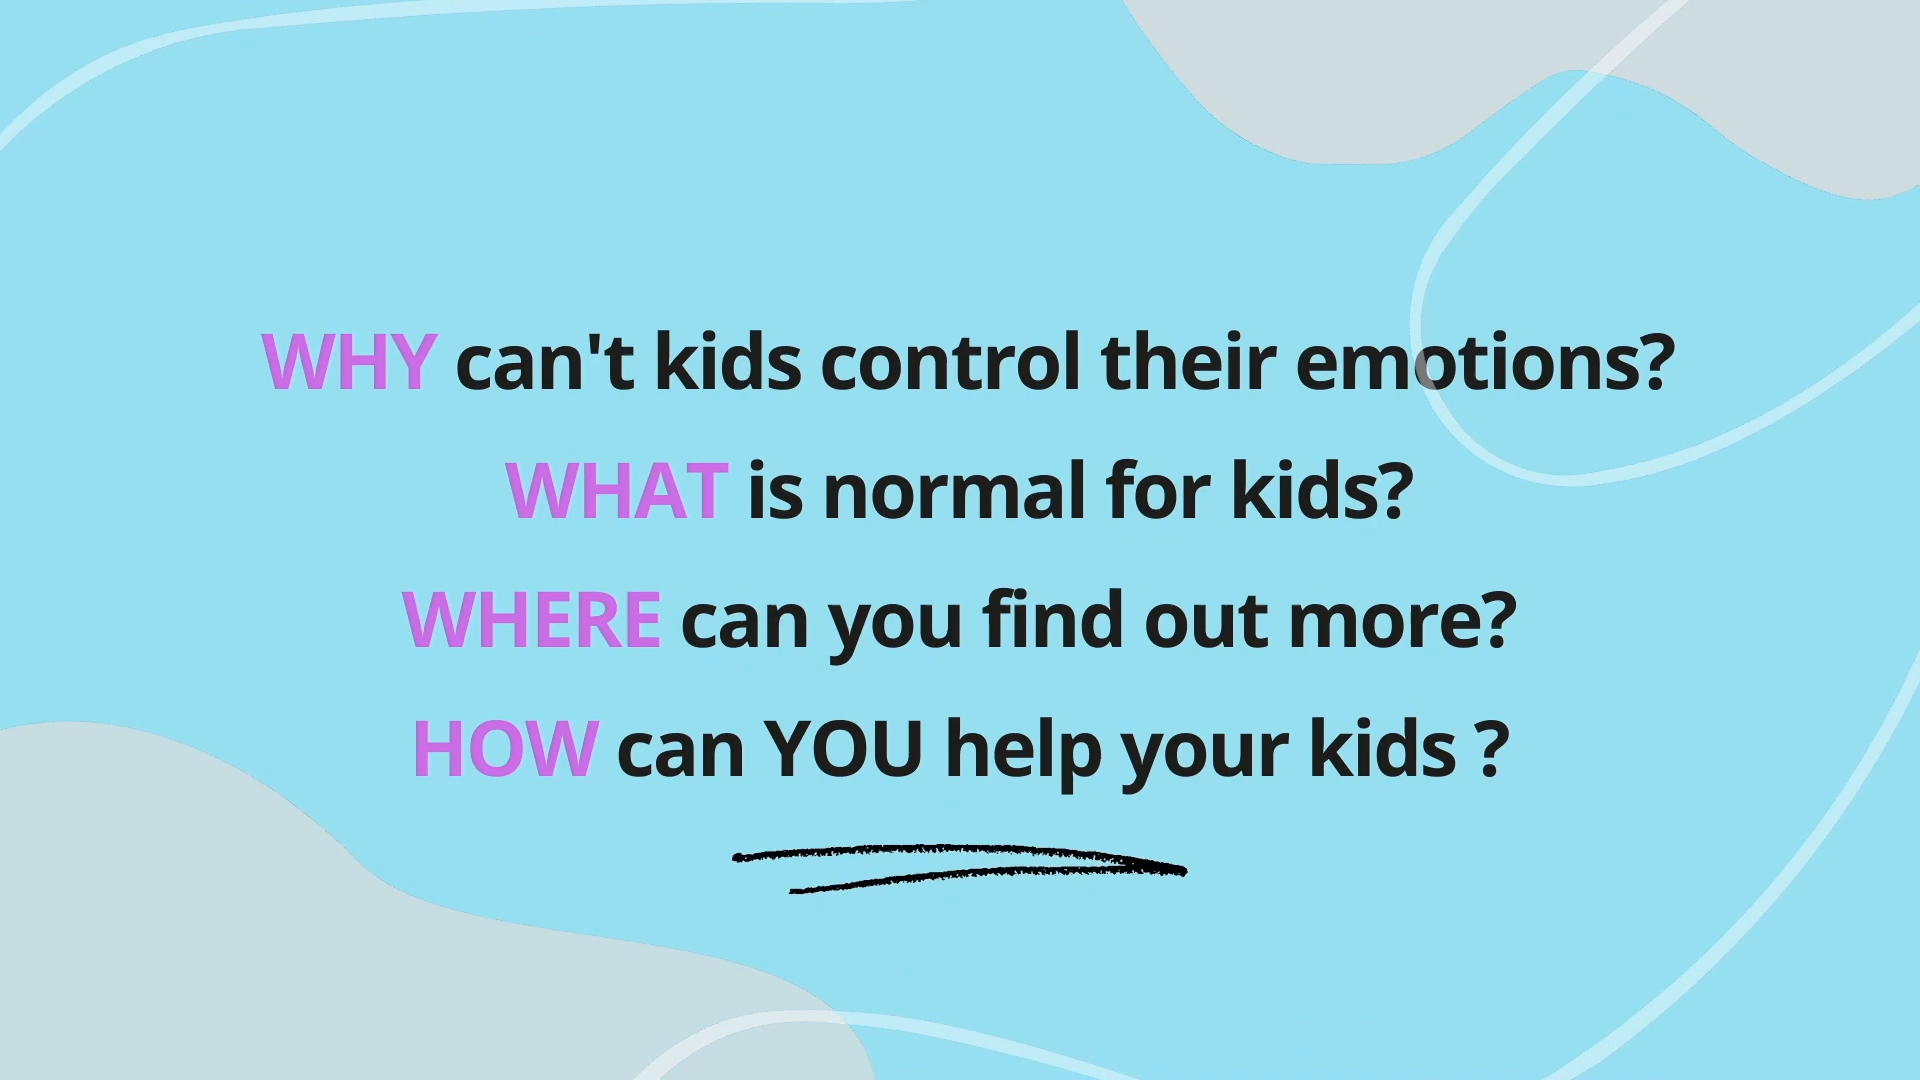 WHY can't kids control their emotions?
WHAT is normal for kids?
WHERE can you find out more?
HOW can YOU help your kids ?